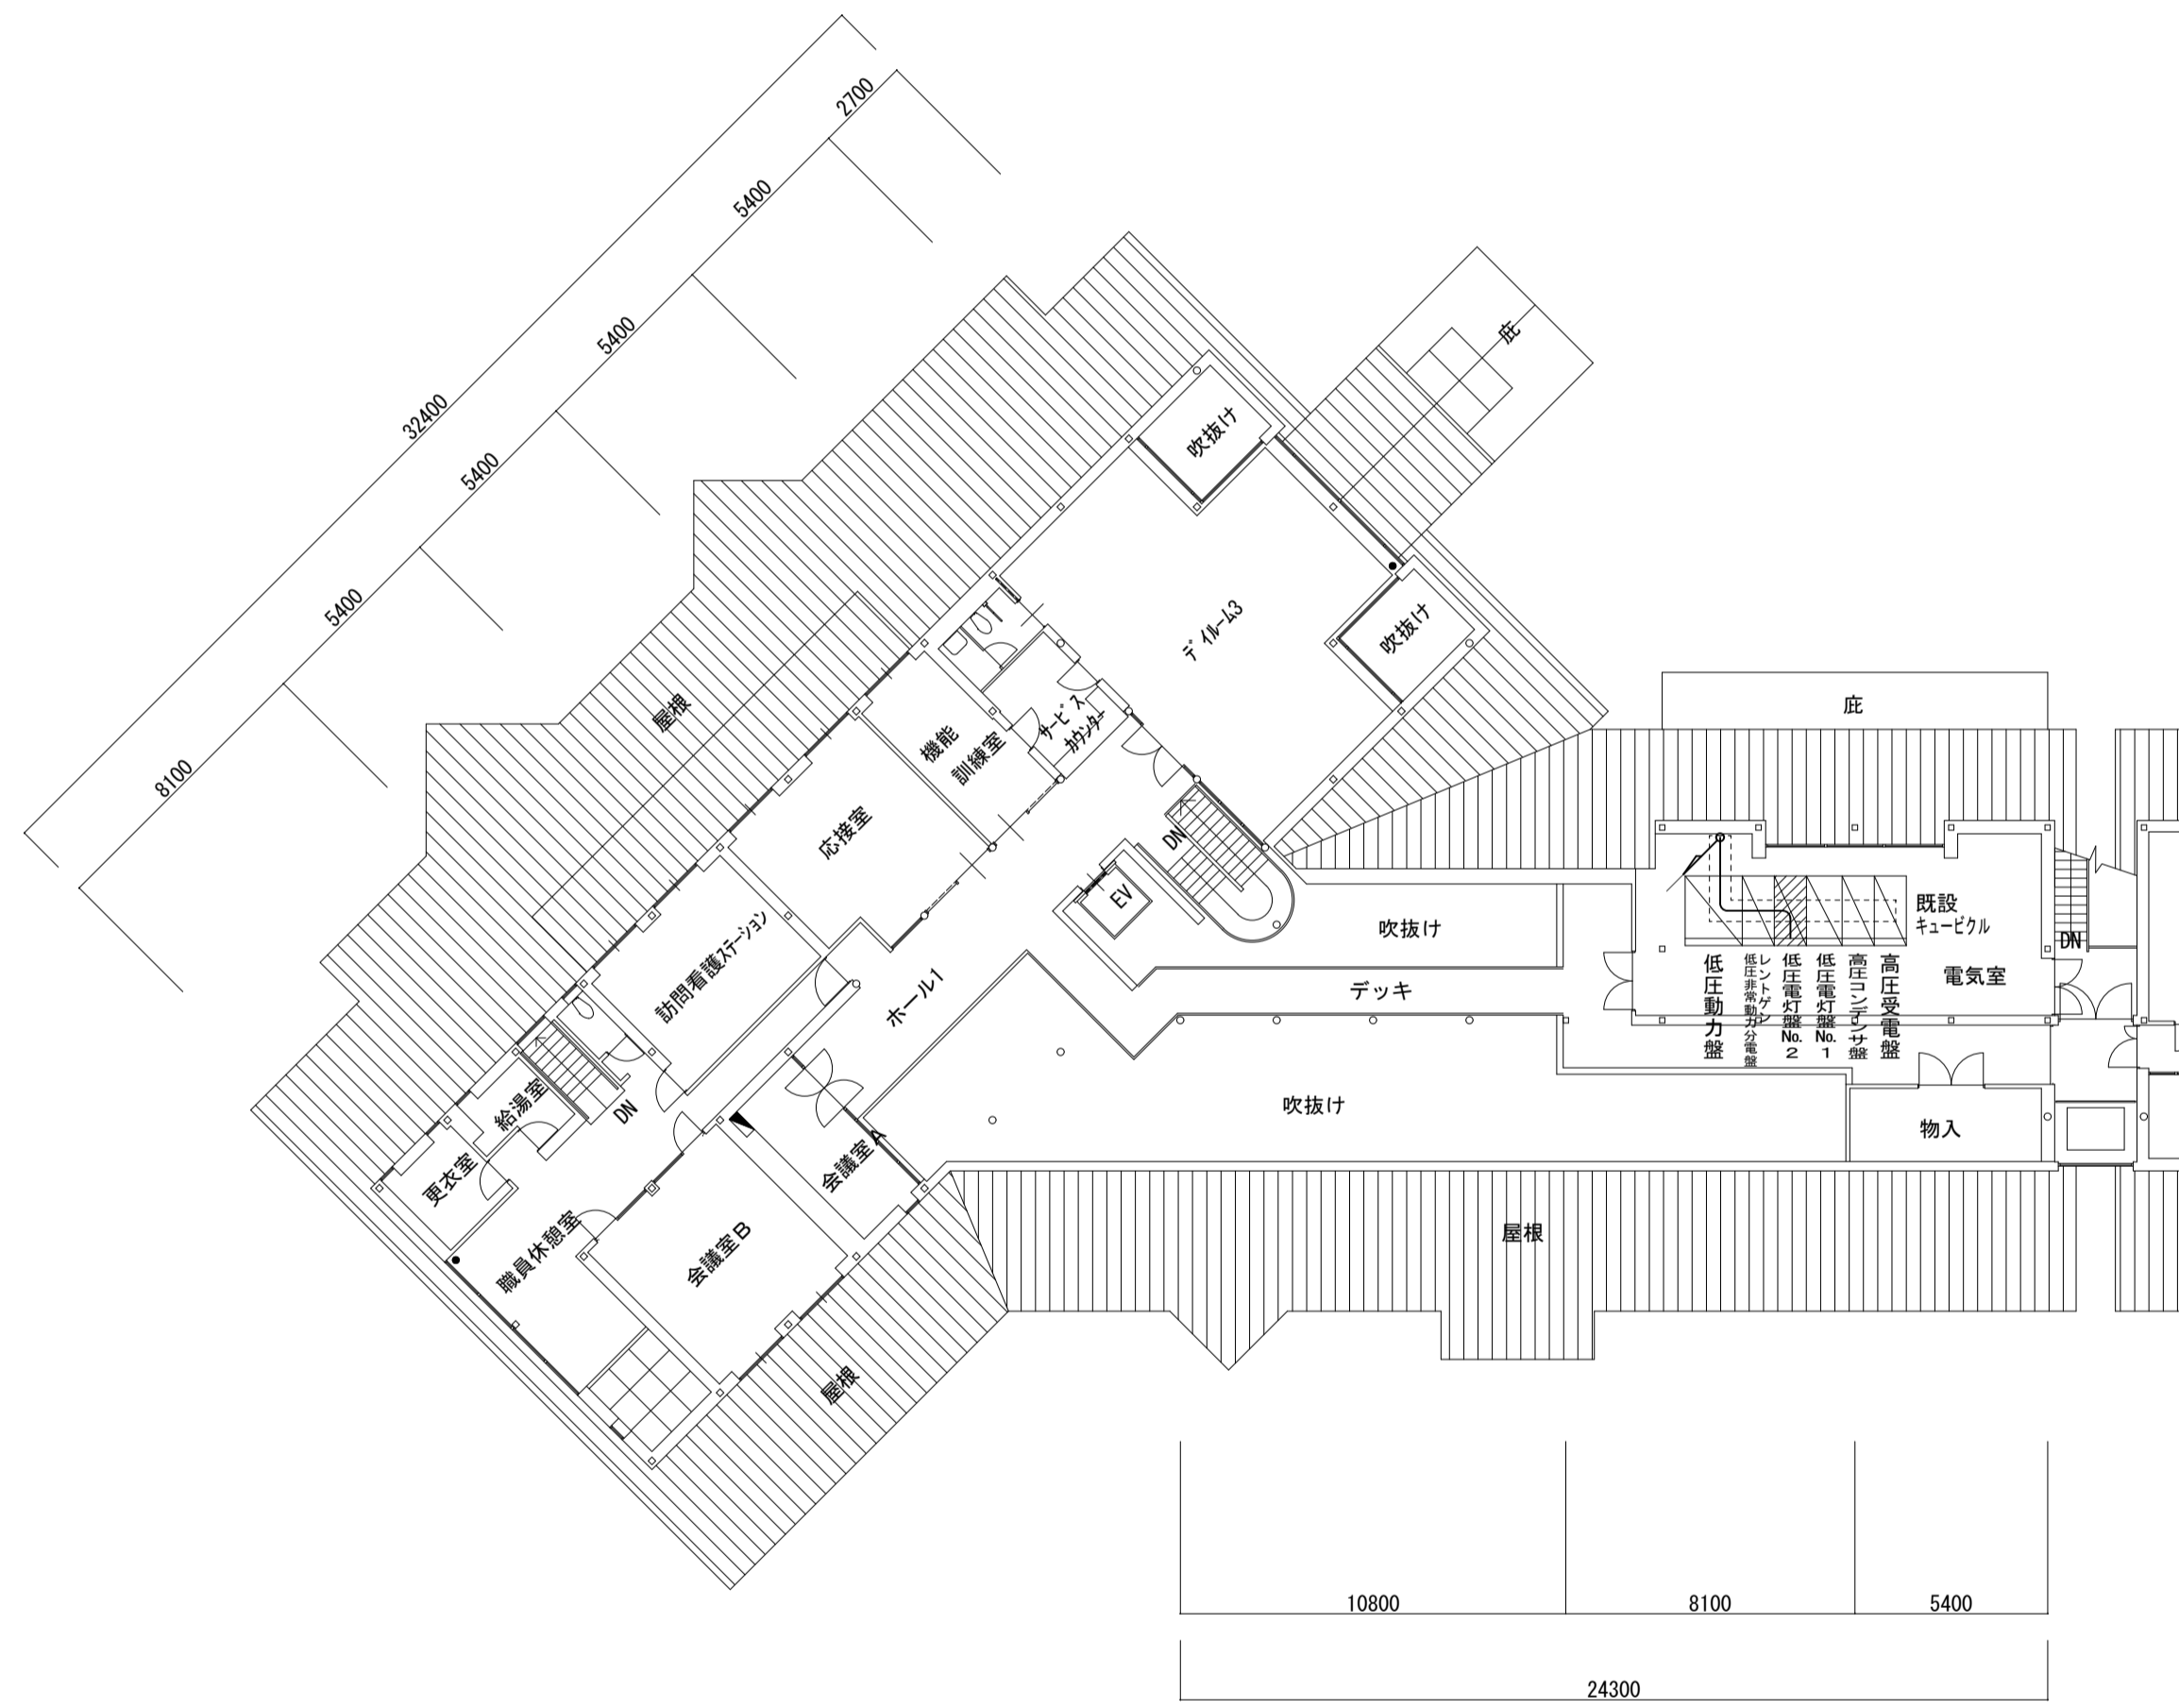 2700
5400
5400
32400
5400
5400
8100
庇
吹抜け
吹抜け
デイルーム3
屋根
サービス
カウンター
機能
訓練室
応接室
DN
EV
訪問看護ステーション
ホール1
給湯室
DN
更衣室
職員休憩室
会議室A
会議室B
屋根
庇
吹抜け
デッキ
吹抜け
既設
キュービクル
電気室
DN
低圧動力盤
レントゲン
低圧非常動力分電盤
低圧電灯盤No.2
低圧電灯盤No.1
高圧コンデンサ盤
高圧受電盤
物入
屋根
10800
8100
5400
24300